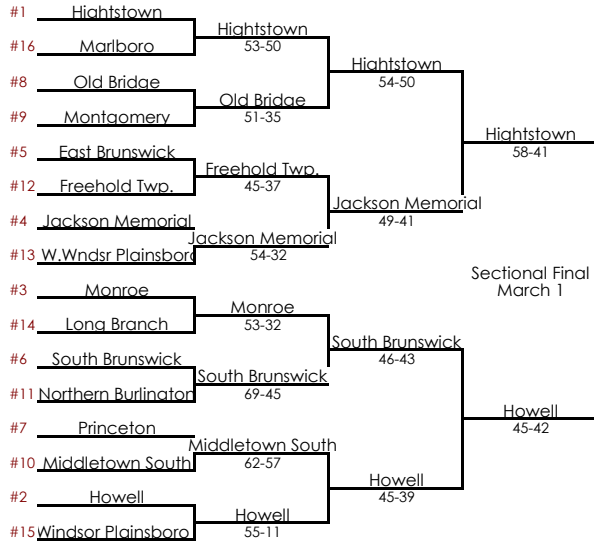 #1 Hightstown
#16 Marlboro
Hightstown
53-50
#8 Old Bridge
#9 Montgomery
Old Bridge
51-35
Hightstown
54-50
#5 East Brunswick
#12 Freehold Twp.
Freehold Twp.
45-37
#4 Jackson Memorial
#13 W.Wndsr Plainsboro
Jackson Memorial
54-32
Jackson Memorial
49-41
Hightstown
58-41
Sectional Final
March 1
#3 Monroe
#14 Long Branch
Monroe
53-32
#6 South Brunswick
#11 Northern Burlington
South Brunswick
69-45
South Brunswick
46-43
#7 Princeton
#10 Middletown South
Middletown South
62-57
#2 Howell
#15 Windsor Plainsboro
Howell
55-11
Howell
45-39
Howell
45-42